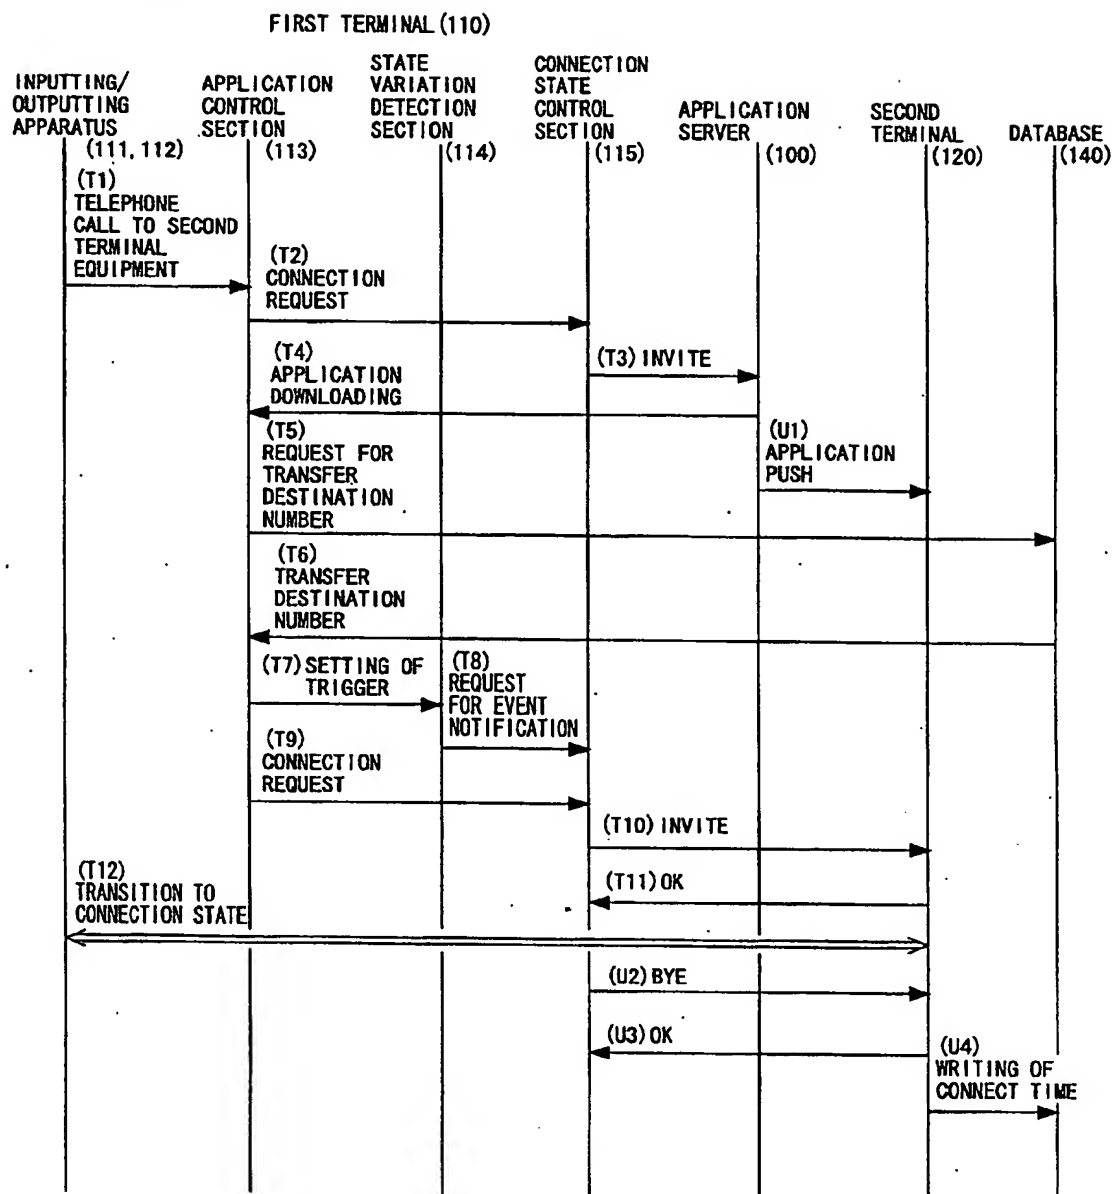 FIRST TERMINAL(110)
INPUTTING/
OUTPUTTING
APPARATUS
(111,112)
APPLICATION
CONTROL
SECTION
(113)
STATE
VARIATION
DETECTION
SECTION
(114)
CONNECTION
STATE
CONTROL
SECTION
(115)
APPLICATION
SERVER
(100)
SECOND
TERMINAL
(120)
DATABASE
(140)
(T1)
TELEPHONE
CALL TO SECOND
TERMINAL
EQUIPMENT
(T2)
CONNECTION
REQUEST
(T3) INVITE
(T4)
APPLICATION
DOWNLOADING
(U1)
APPLICATION
PUSH
(T5)
REQUEST FOR
TRANSFER
DESTINATION
NUMBER
(T6)
TRANSFER
DESTINATION
NUMBER
(T7) SETTING OF
TRIGGER
(T8)
REQUEST
FOR EVENT
NOTIFICATION
(T9)
CONNECTION
REQUEST
(T10) INVITE
(T11) OK
(T12)
TRANSITION TO
CONNECTION STATE
(U2) BYE
(U3) OK
(U4)
WRITING OF
CONNECT TIME